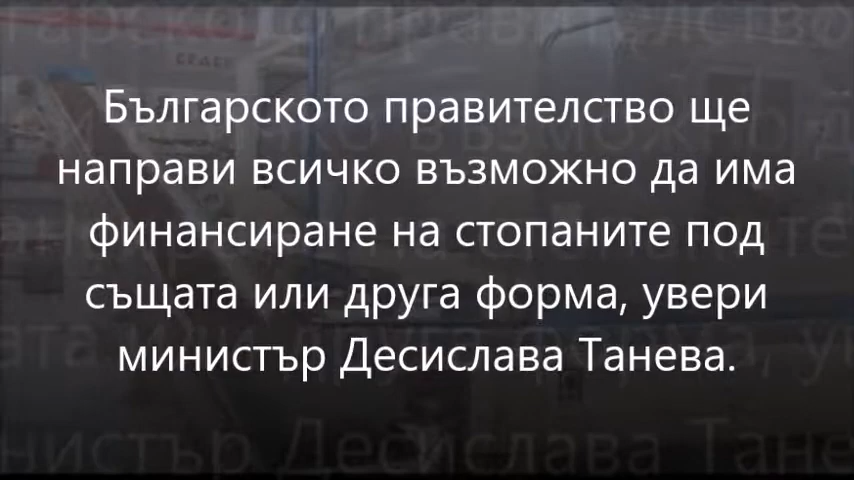 Българското правителство ще
направи всичко възможно да има
финансиране на стопаните под
същата или друга форма, увери
министър Десислава Танева.